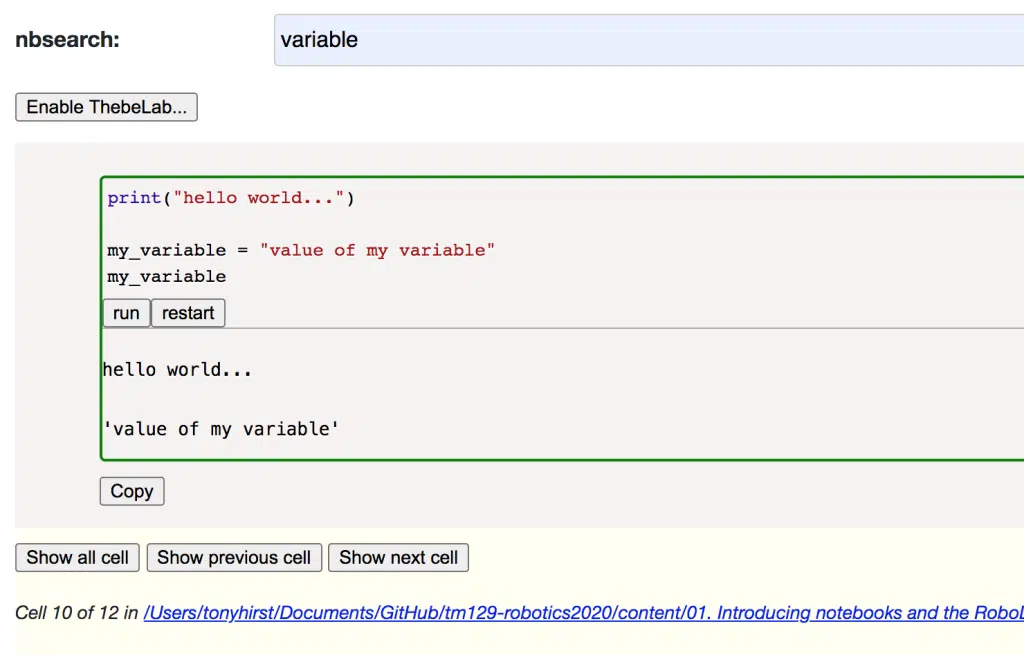 nbsearch:
variable
Enable ThebeLab...
print("hello world...")
my_variable = "value of my variable"
my_variable
run restart
hello world...
'value of my variable'
Copy
Show all cell Show previous cell Show next cell
Cell 10 of 12 in /Users/tonyhirst/Documents/GitHub/tm129-robotics2020/content/01. Introducing notebooks and the